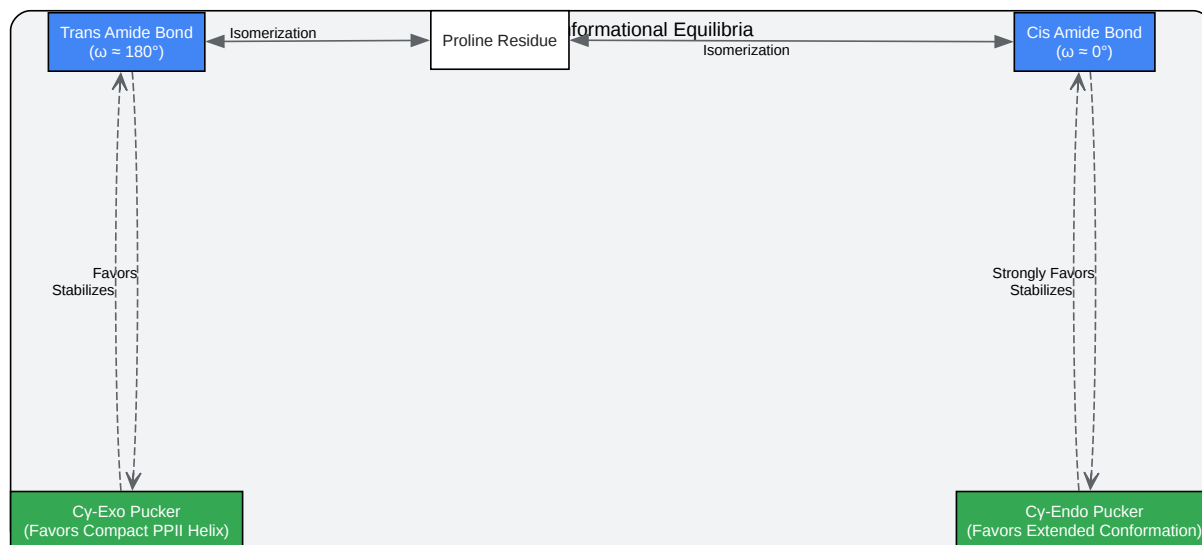 formational Equilibria
Trans Amide Bond
(ω ≈ 180°)
Isomerization
Proline Residue
Isomerization
Cis Amide Bond
(ω ≈ 0°)
Favors
Stabilizes
Strongly Favors
Stabilizes
Cγ-Exo Pucker
(Favors Compact PPII Helix)
Cγ-Endo Pucker
(Favors Extended Conformation)